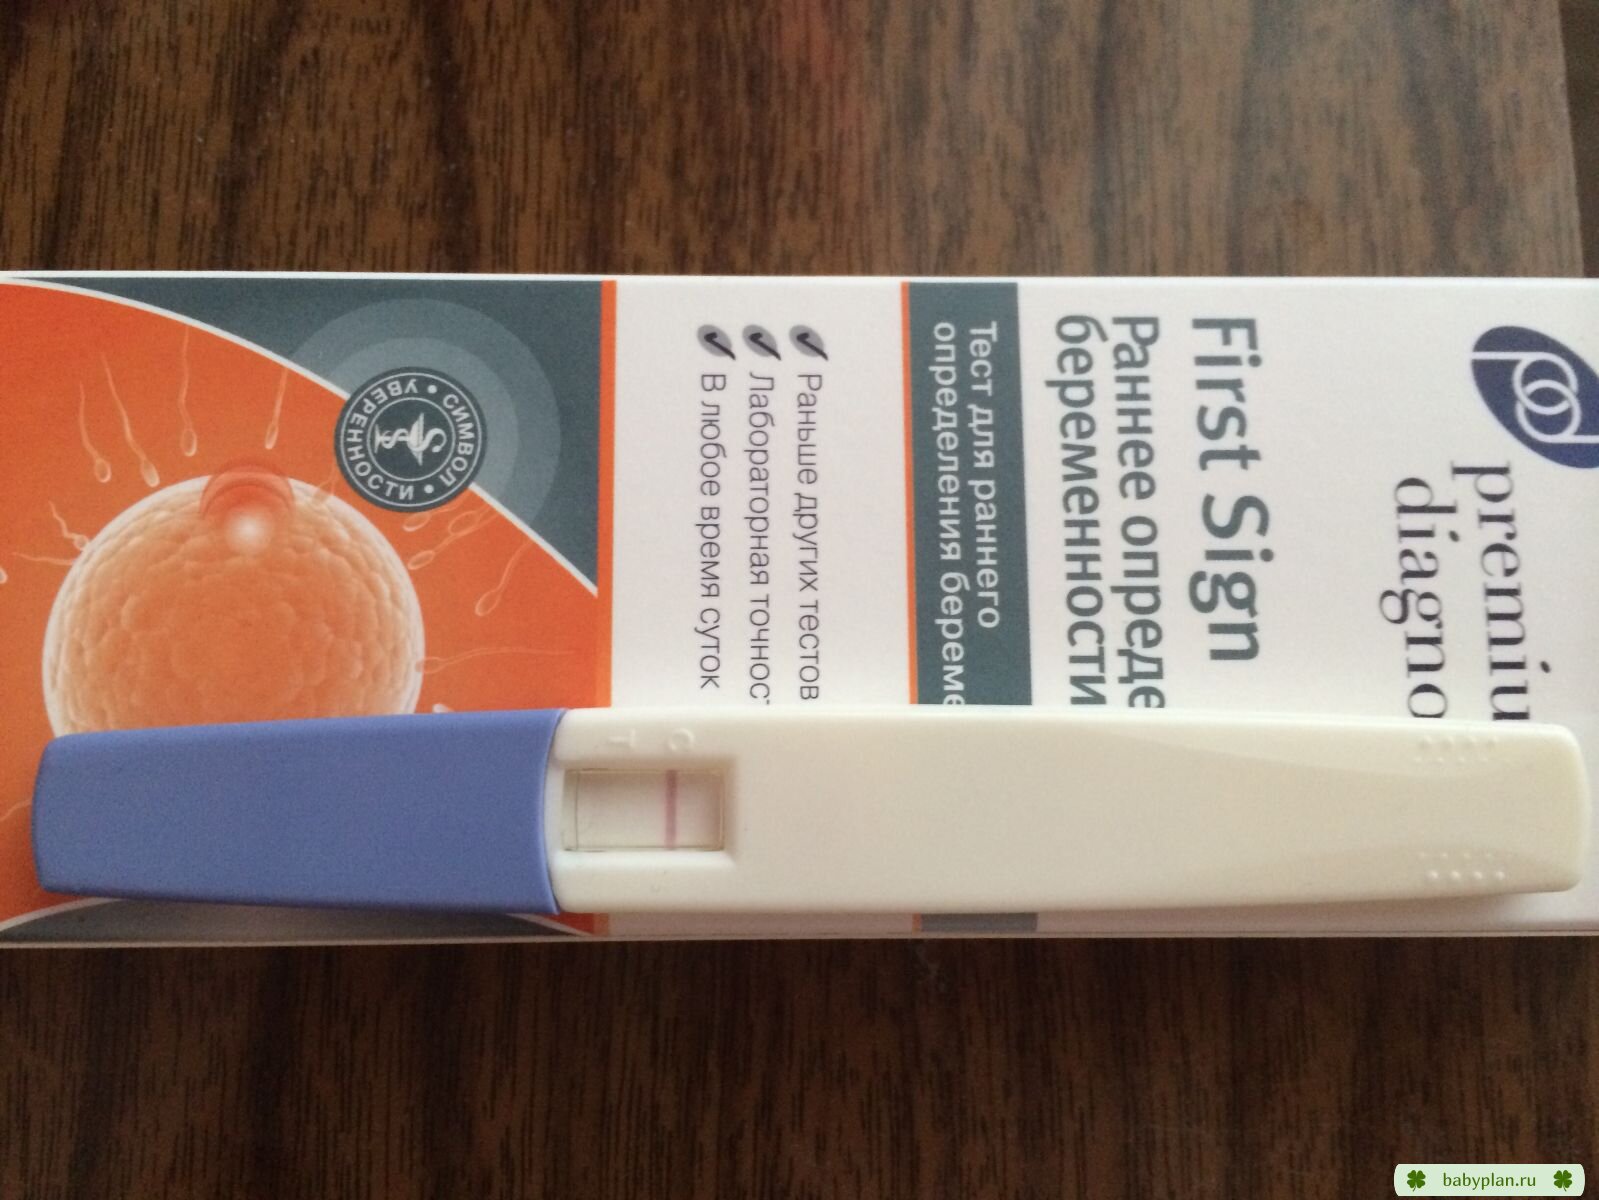 premiu
diagno
First Sign
Раннее опреде
беременности
Тест для раннего
определения береме
Раньше других тестов
Лабораторная точнос
В любое время суток
СИМВОЛ • УВЕРЕННОСТИ •
C
T
babyplan.ru